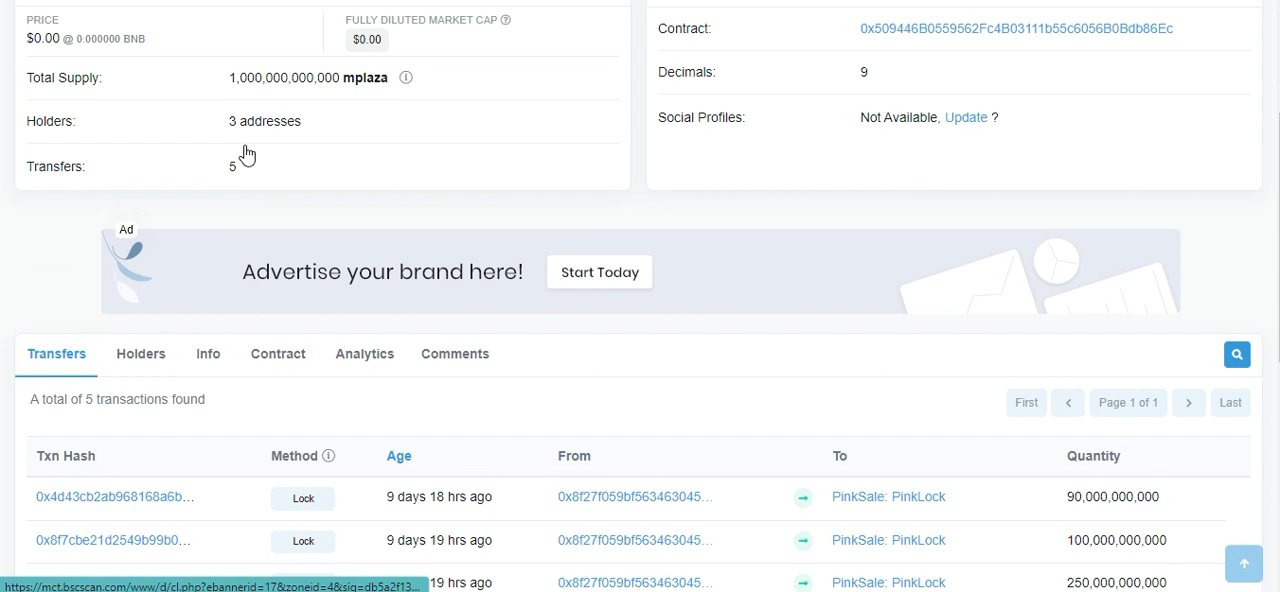 PRICE
$0.00 @ 0.000000 BNB
FULLY DILUTED MARKET CAP
$0.00
Total Supply: 1,000,000,000,000 mplaza
Holders: 3 addresses
Transfers: 5
Contract: 0x509446B0559562Fc4B03111b55c6056B0Bdb86Ec
Decimals: 9
Social Profiles: Not Available, Update ?
Ad
Advertise your brand here! Start Today
Transfers Holders Info Contract Analytics Comments
A total of 5 transactions found
First < Page 1 of 1 > Last
Txn Hash Method Age From To Quantity
0x4d43cb2ab968168a6b... Lock 9 days 18 hrs ago 0x8f27f059bf563463045... PinkSale: PinkLock 90,000,000,000
0x8f7cbe21d2549b99b0... Lock 9 days 19 hrs ago 0x8f27f059bf563463045... PinkSale: PinkLock 100,000,000,000
19 hrs ago 0x8f27f059bf563463045... PinkSale: PinkLock 250,000,000,000
https://mct.bscscan.com/www/d/cl.php?ebannerid=17&zoneid=4&sig=db5a2f13...